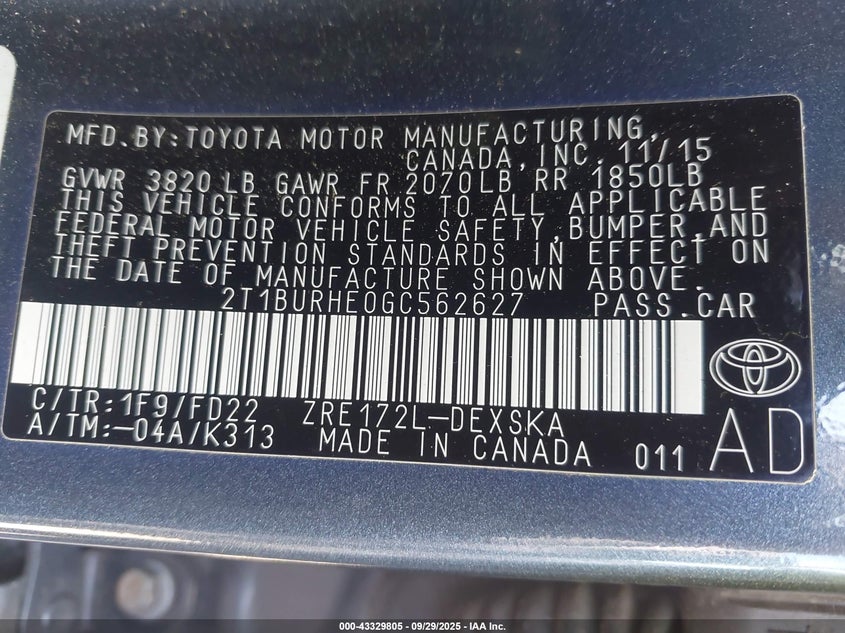 MFD.BY:TOYOTA MOTOR MANUFACTURING,
CANADA,INC. 11/15
GVWR 3820 LB GAWR FR 2070LB RR 1850LB
THIS VEHICLE CONFORMS TO ALL APPLICABLE
FEDERAL MOTOR VEHICLE SAFETY,BUMPER,AND
THEFT PREVENTION STANDARDS IN EFFECT ON
THE DATE OF MANUFACTURE SHOWN ABOVE.
2T1BURHE0GC562627 PASS.CAR
C/TR:1F9/FD22 ZRE172L-DEXSKA
A/TM:-04A/K313 MADE IN CANADA 011 AD
000-43329805 - 09/29/2025 - IAA Inc.